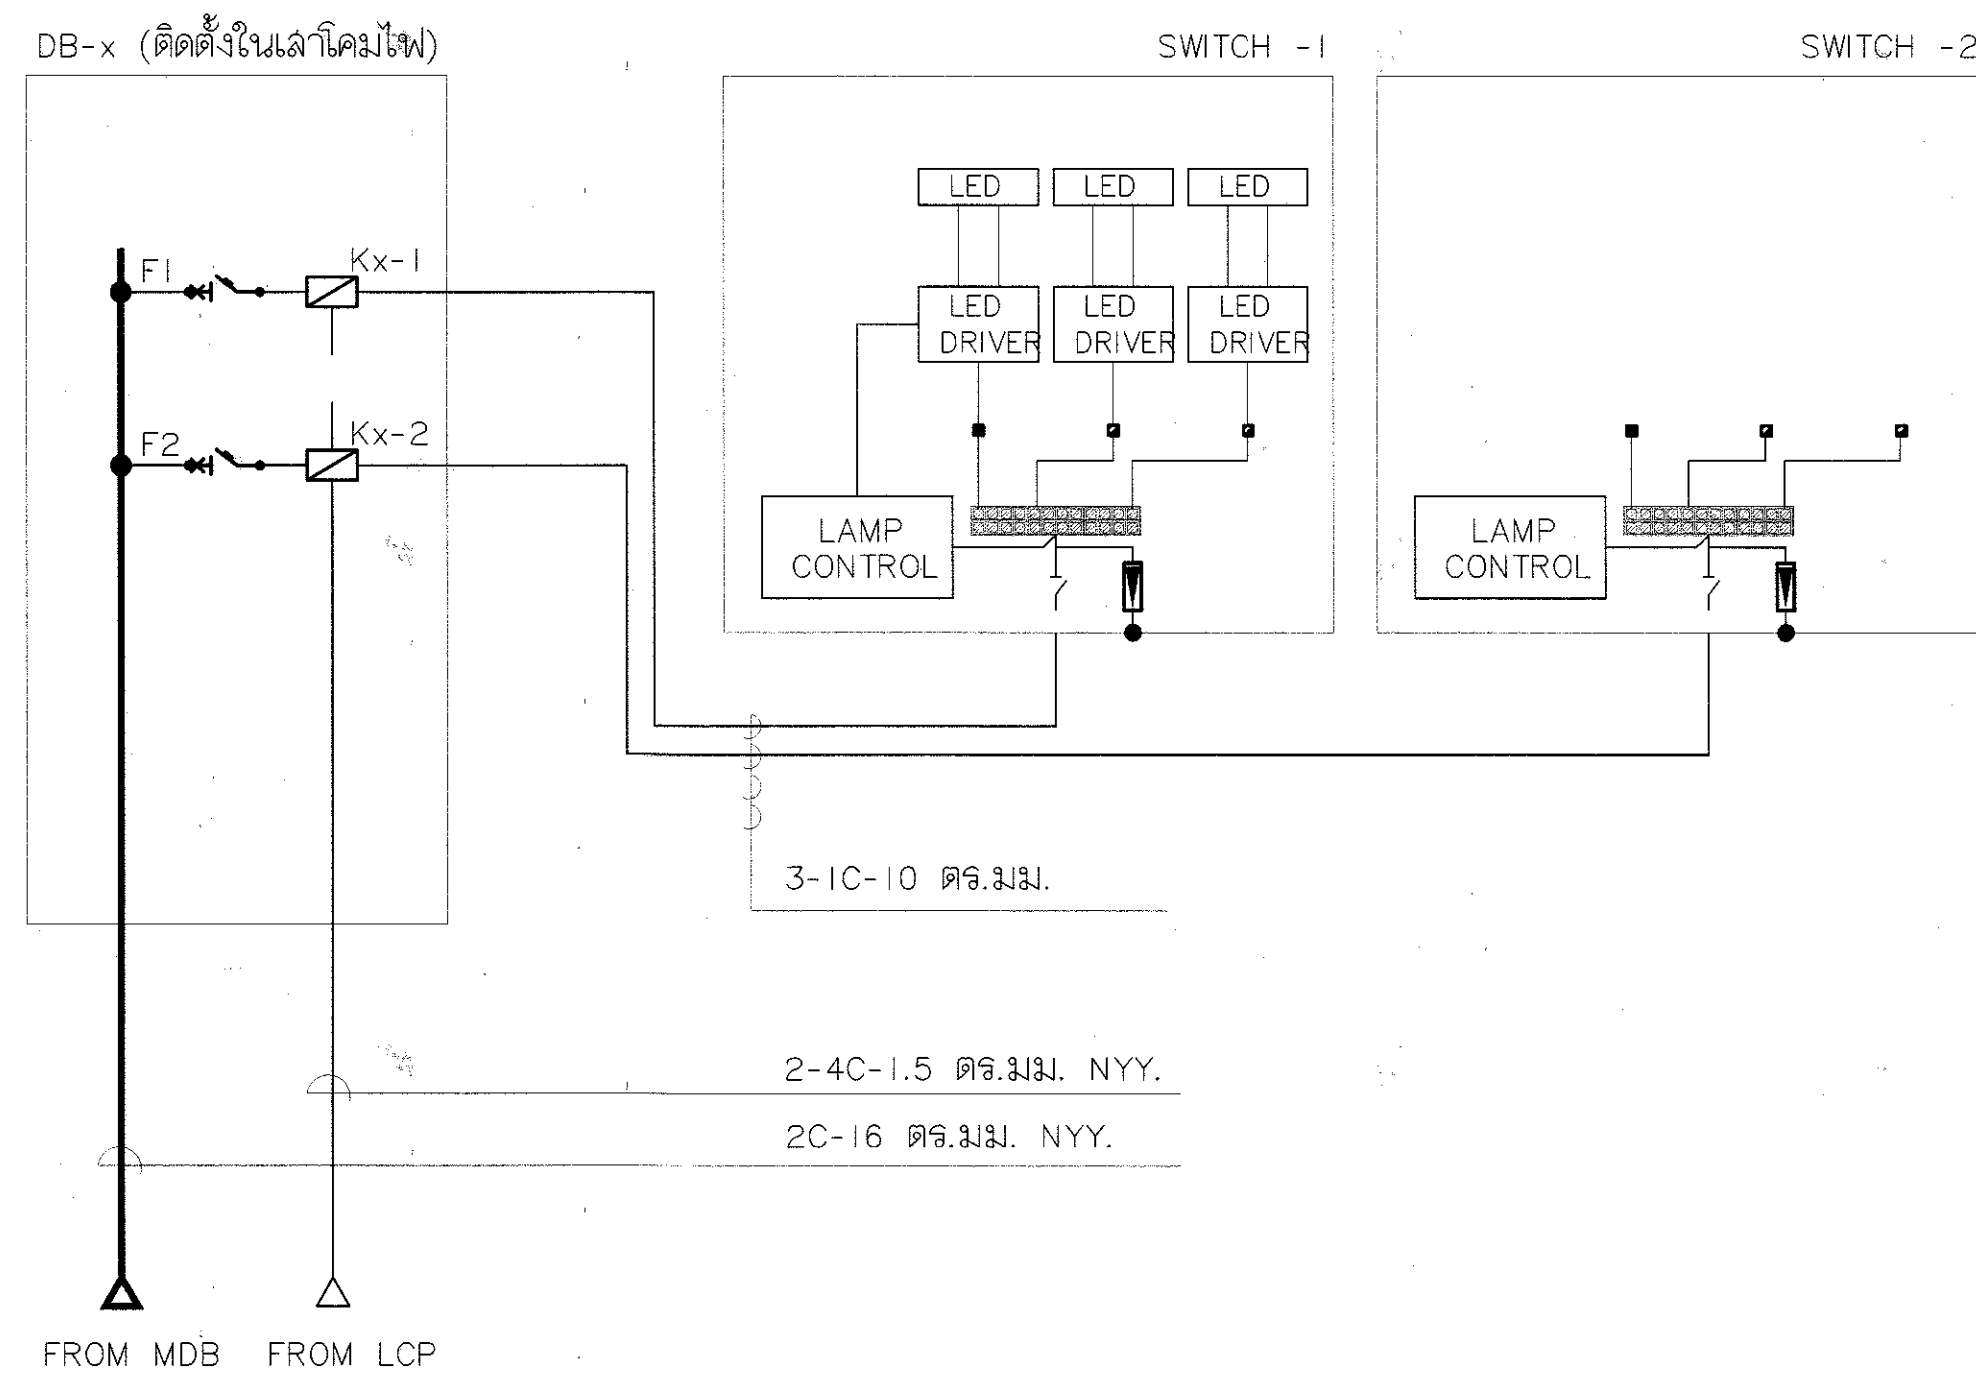 DB-x (ติดตั้งในเสาโคมไฟ)
SWITCH -1
SWITCH -2
LED LED LED
F1 Kx-1
LED DRIVER
LED DRIVER
LED DRIVER
F2 Kx-2
LAMP CONTROL
LAMP CONTROL
3-1C-10 ตร.มม.
2-4C-1.5 ตร.มม. NYY.
2C-16 ตร.มม. NYY.
FROM MDB FROM LCP